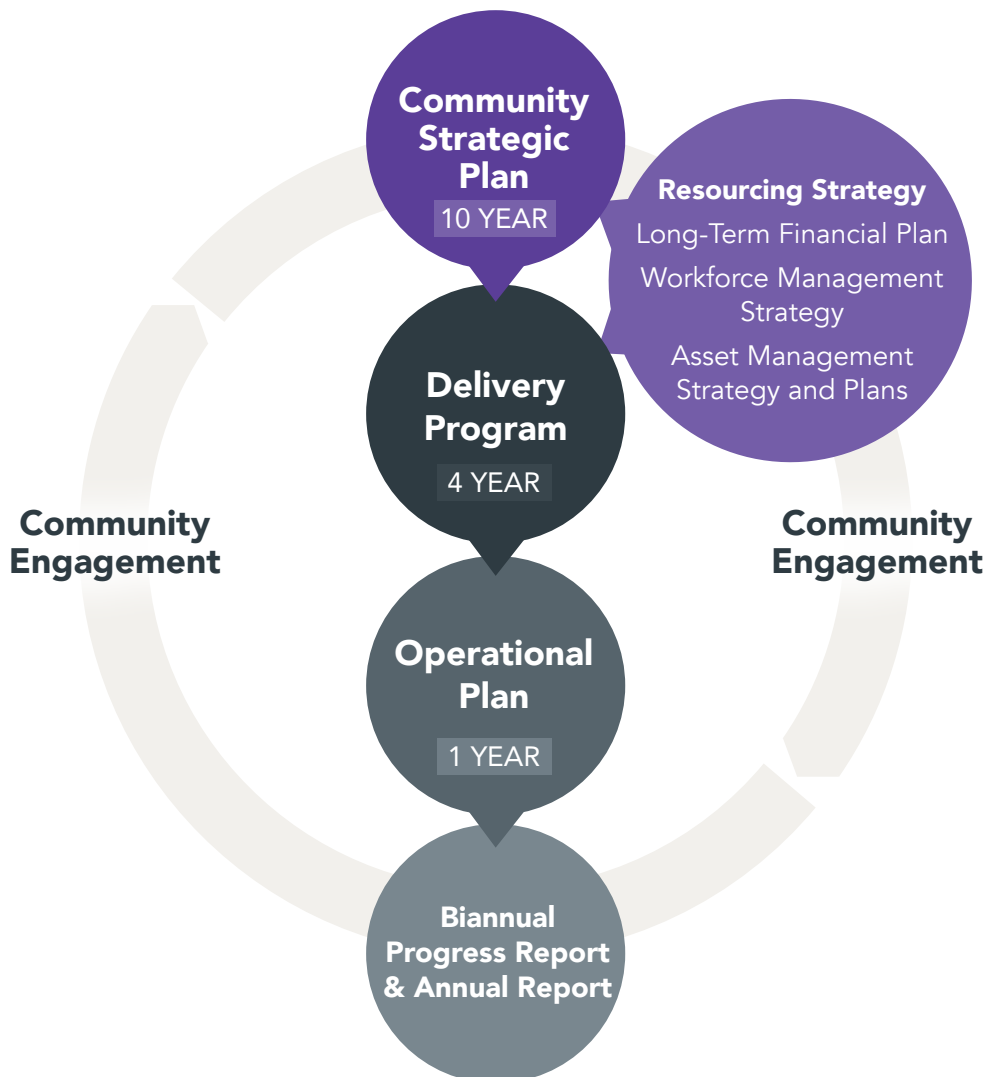 Community
Strategic
Plan
10 YEAR
Resourcing Strategy
Long-Term Financial Plan
Workforce Management
Strategy
Asset Management
Strategy and Plans
Delivery
Program
4 YEAR
Community
Engagement
Community
Engagement
Operational
Plan
1 YEAR
Biannual
Progress Report
& Annual Report